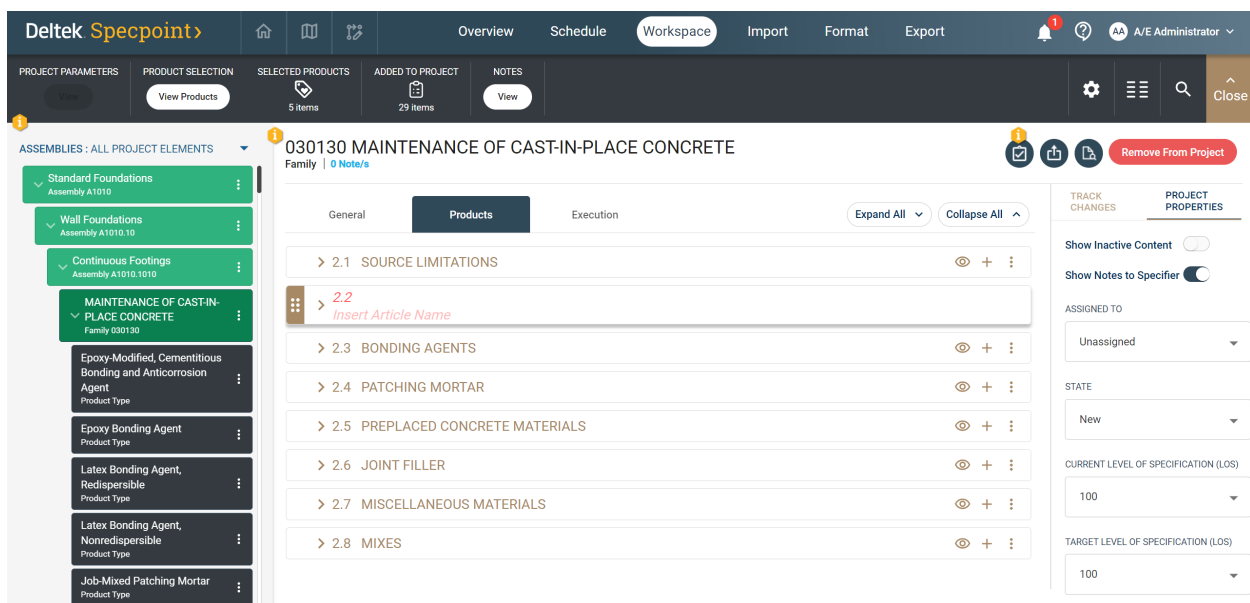 Deltek. Specpoint>
Overview Schedule Workspace Import Format Export
1
AA A/E Administrator
PROJECT PARAMETERS
View
PRODUCT SELECTION
View Products
SELECTED PRODUCTS
5 items
ADDED TO PROJECT
29 items
NOTES
View
Close
ASSEMBLIES : ALL PROJECT ELEMENTS
Standard Foundations
Assembly A1010
Wall Foundations
Assembly A1010.10
Continuous Footings
Assembly A1010.1010
MAINTENANCE OF CAST-IN-
PLACE CONCRETE
Family 030130
Epoxy-Modified, Cementitious
Bonding and Anticorrosion
Agent
Product Type
Epoxy Bonding Agent
Product Type
Latex Bonding Agent,
Redispersible
Product Type
Latex Bonding Agent,
Nonredispersible
Product Type
Job-Mixed Patching Mortar
Product Type
030130 MAINTENANCE OF CAST-IN-PLACE CONCRETE
Family | 0 Note/s
Remove From Project
General Products Execution
Expand All Collapse All
2.1 SOURCE LIMITATIONS
2.2
Insert Article Name
2.3 BONDING AGENTS
2.4 PATCHING MORTAR
2.5 PREPLACED CONCRETE MATERIALS
2.6 JOINT FILLER
2.7 MISCELLANEOUS MATERIALS
2.8 MIXES
TRACK
CHANGES
PROJECT
PROPERTIES
Show Inactive Content
Show Notes to Specifier
ASSIGNED TO
Unassigned
STATE
New
CURRENT LEVEL OF SPECIFICATION (LOS)
100
TARGET LEVEL OF SPECIFICATION (LOS)
100